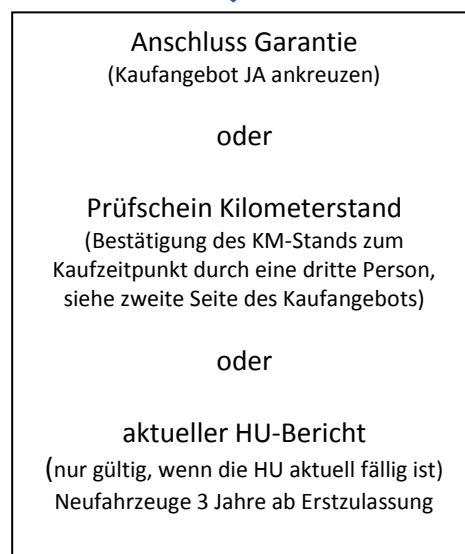 Anschluss Garantie
(Kaufangebot JA ankreuzen)
oder
Prüfschein Kilometerstand
(Bestätigung des KM-Stands zum
Kaufzeitpunkt durch eine dritte Person,
siehe zweite Seite des Kaufangebots)
oder
aktueller HU-Bericht
(nur gültig, wenn die HU aktuell fällig ist)
Neufahrzeuge 3 Jahre ab Erstzulassung